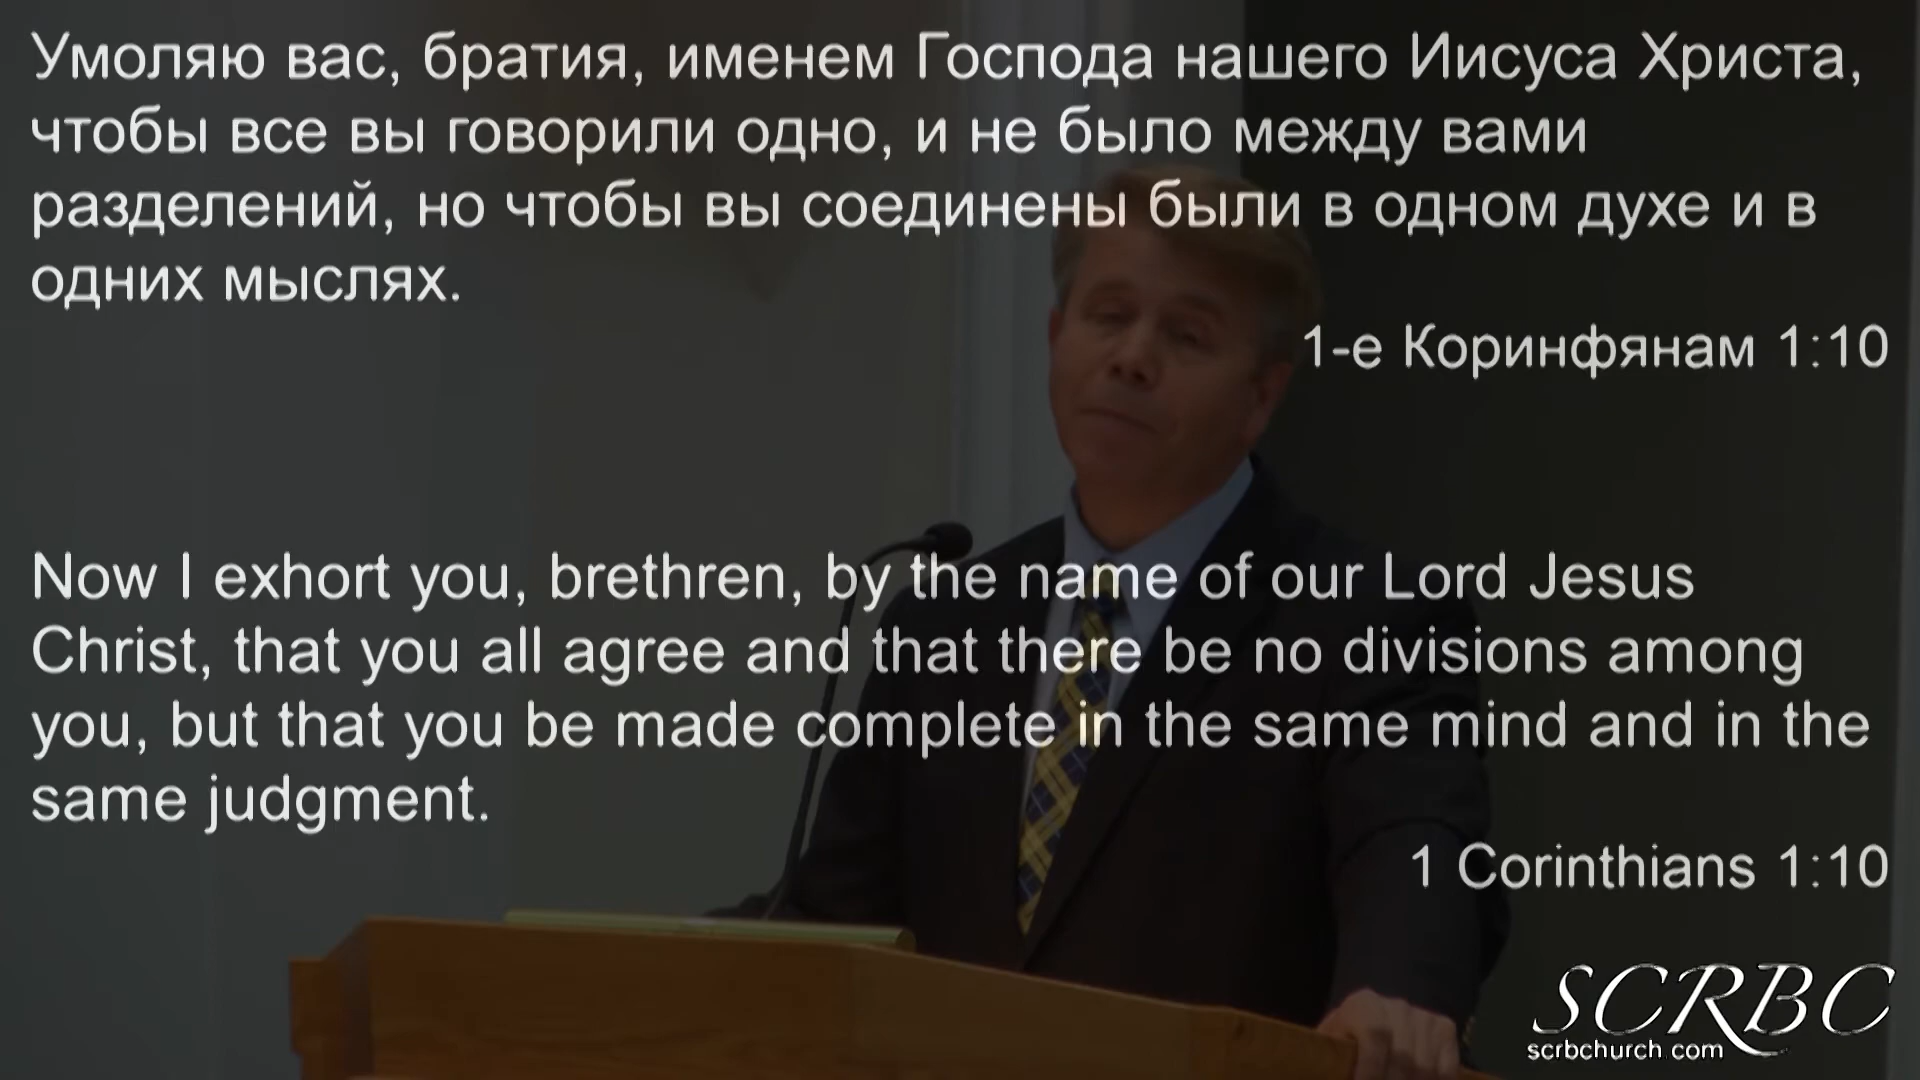 Умоляю вас, братия, именем Господа нашего Иисуса Христа,
чтобы все вы говорили одно, и не было между вами
разделений, но чтобы вы соединены были в одном духе и в
одних мыслях.
1-е Коринфянам 1:10
Now I exhort you, brethren, by the name of our Lord Jesus
Christ, that you all agree and that there be no divisions among
you, but that you be made complete in the same mind and in the
same judgment.
1 Corinthians 1:10
SCRBC
scrbchurch.com